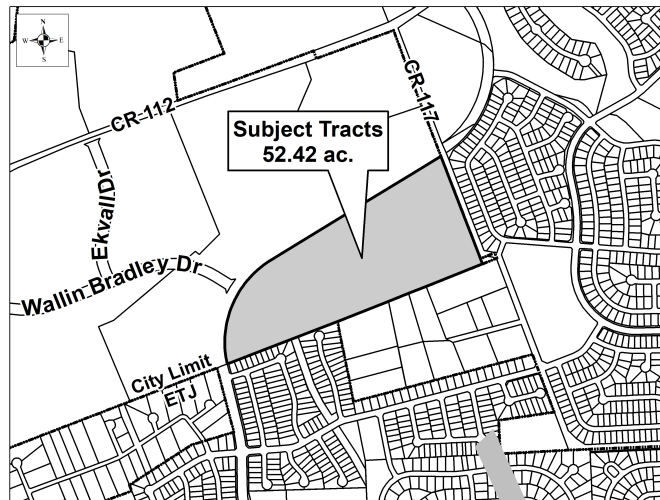 N
W E
S
CR-112
CR-117
Subject Tracts
52.42 ac.
Ekvall Dr
Wallin Bradley Dr
City Limit
ETJ